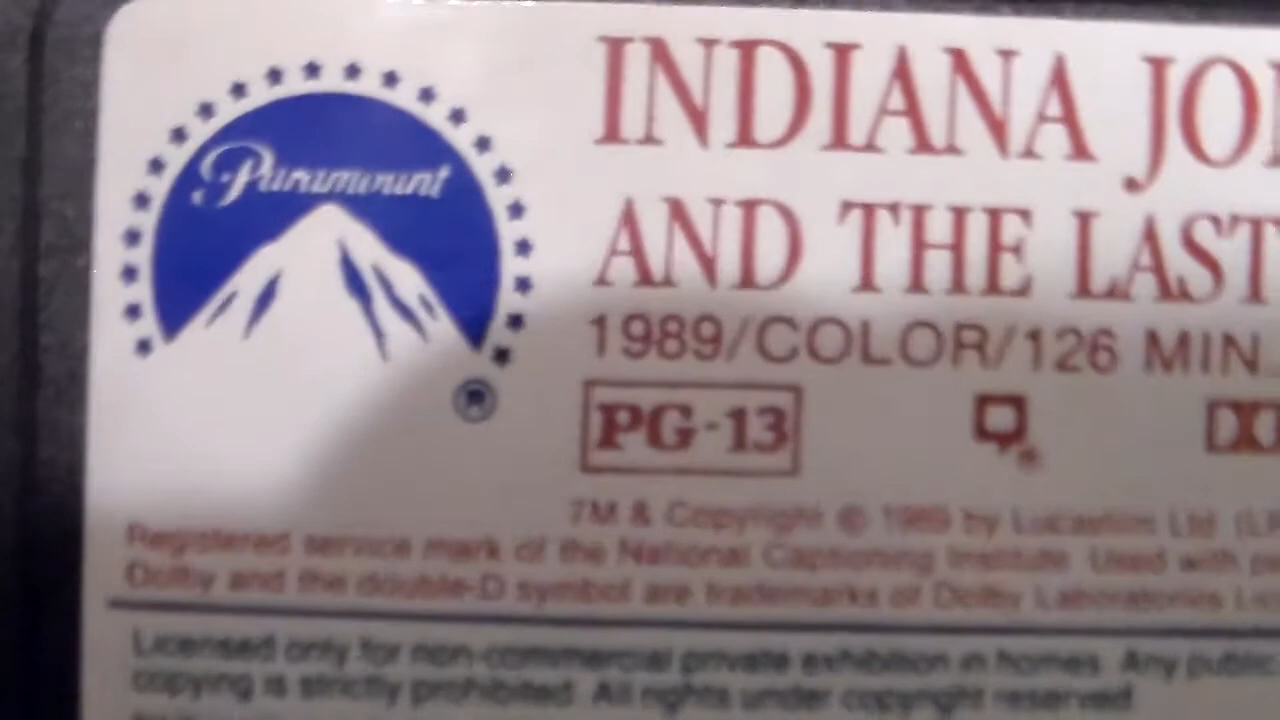 Paramount
®
INDIANA JO
AND THE LAST
1989/COLOR/126 MIN.
PG-13
TM & Copyright © 1989 by Lucasfilm Ltd (L
Registered service mark of the National Captioning Institute. Used with pe
Dolby and the double-D symbol are trademarks of Dolby Laboratories Lic
Licensed only for non-commercial private exhibition in homes. Any public
copying is strictly prohibited. All rights under copyright reserved.